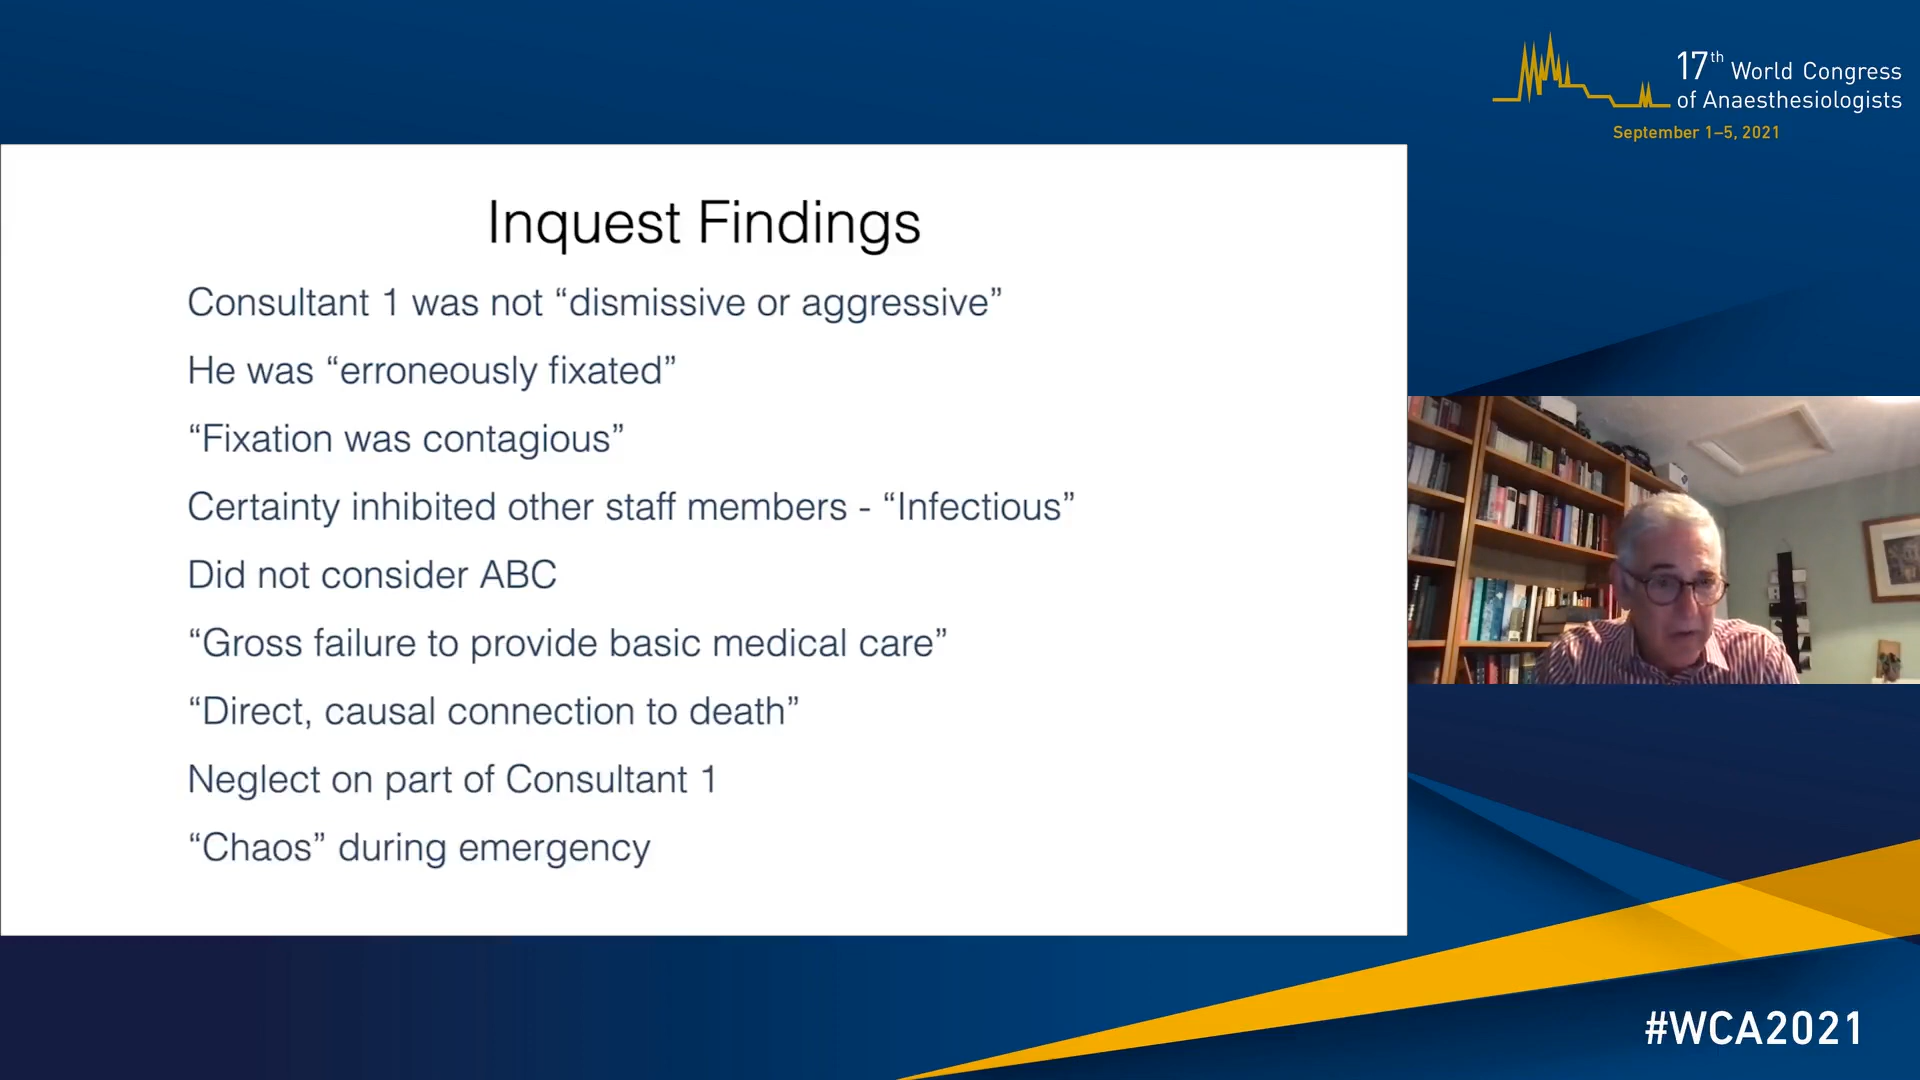 17th World Congress
of Anaesthesiologists
September 1–5, 2021
Inquest Findings
Consultant 1 was not “dismissive or aggressive”
He was “erroneously fixated”
“Fixation was contagious”
Certainty inhibited other staff members - “Infectious”
Did not consider ABC
“Gross failure to provide basic medical care”
“Direct, causal connection to death”
Neglect on part of Consultant 1
“Chaos” during emergency
#WCA2021